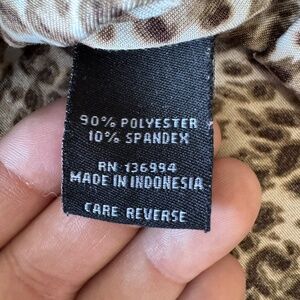 90% POLYESTER
10% SPANDEX
RN 136994
MADE IN INDONESIA
CARE REVERSE